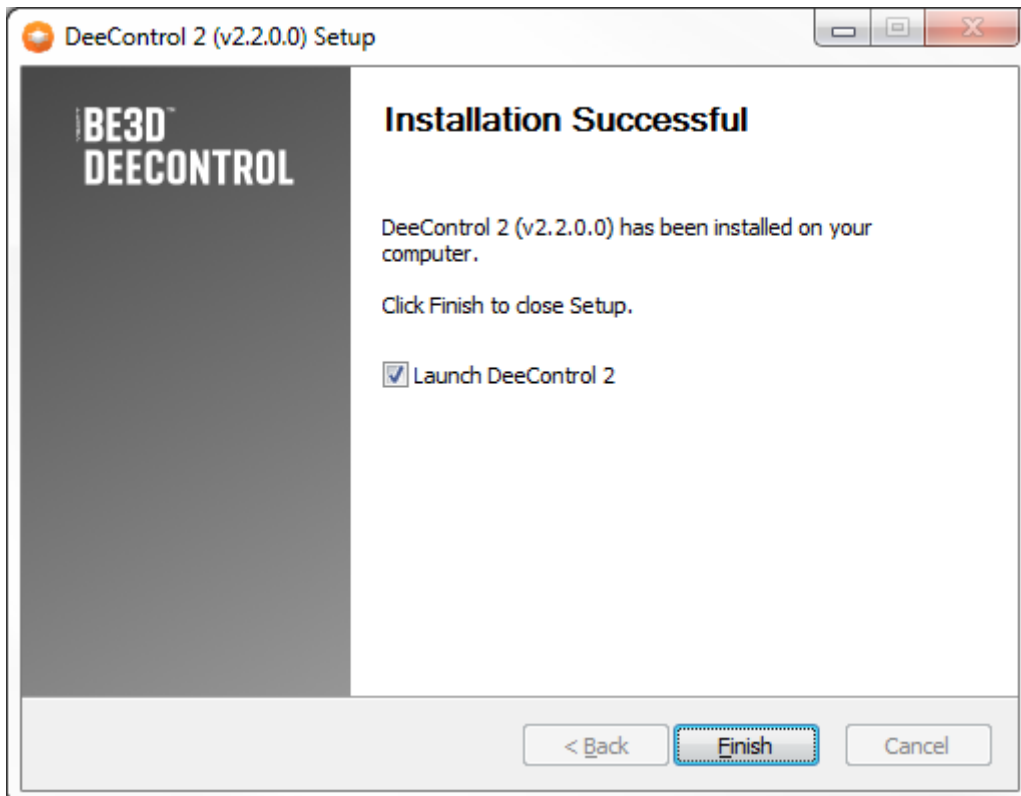 DeeControl 2 (v2.2.0.0) Setup
BE3D™
DEECONTROL
Installation Successful
DeeControl 2 (v2.2.0.0) has been installed on your
computer.
Click Finish to close Setup.
Launch DeeControl 2
< Back Finish Cancel